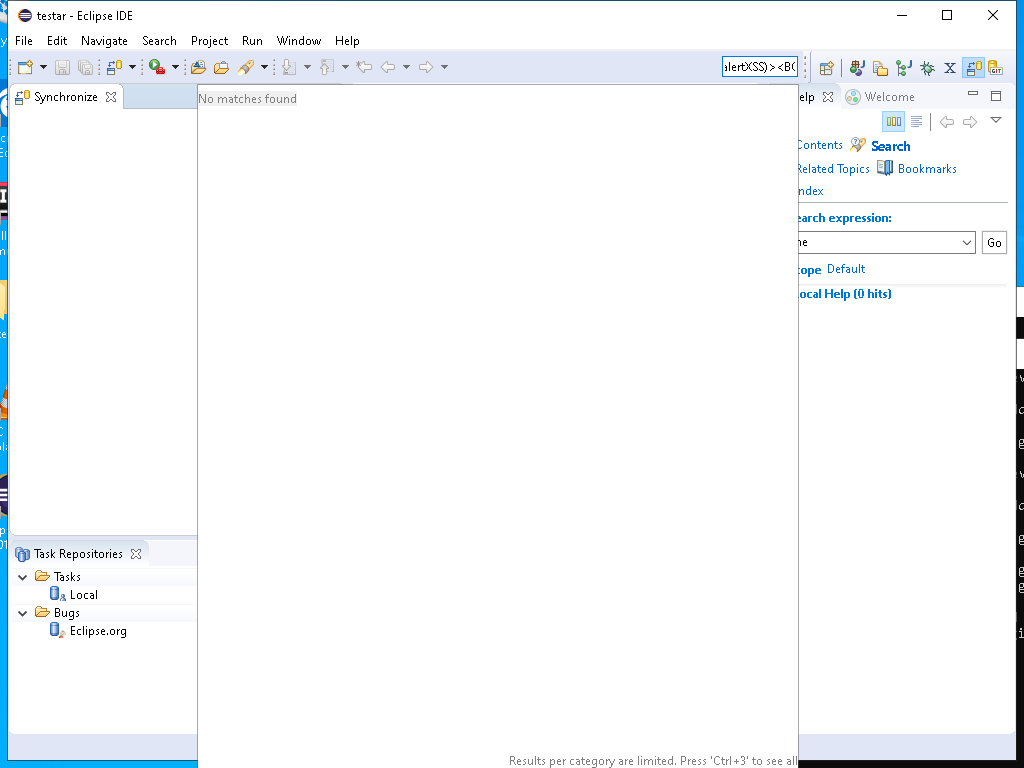 testar - Eclipse IDE
File Edit Navigate Search Project Run Window Help
alertXSS)><B(
Synchronize
No matches found
elp
Welcome
Contents
Search
Related Topics
Bookmarks
ndex
earch expression:
ne
Go
cope Default
ocal Help (0 hits)
Task Repositories
Tasks
Local
Bugs
Eclipse.org
Results per category are limited. Press 'Ctrl+3' to see all